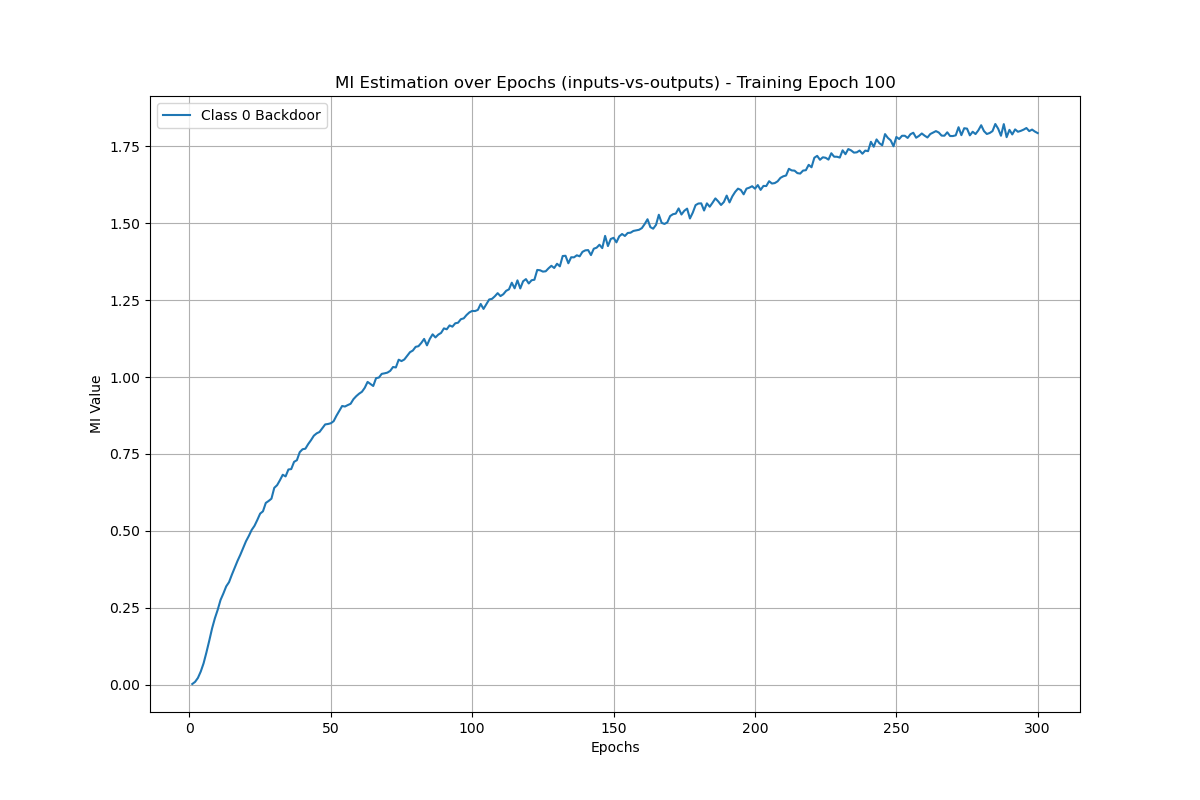 MI Estimation over Epochs (inputs-vs-outputs) - Training Epoch 100
Class 0 Backdoor
MI Value
1.75
1.50
1.25
1.00
0.75
0.50
0.25
0.00
0 50 100 150 200 250 300
Epochs